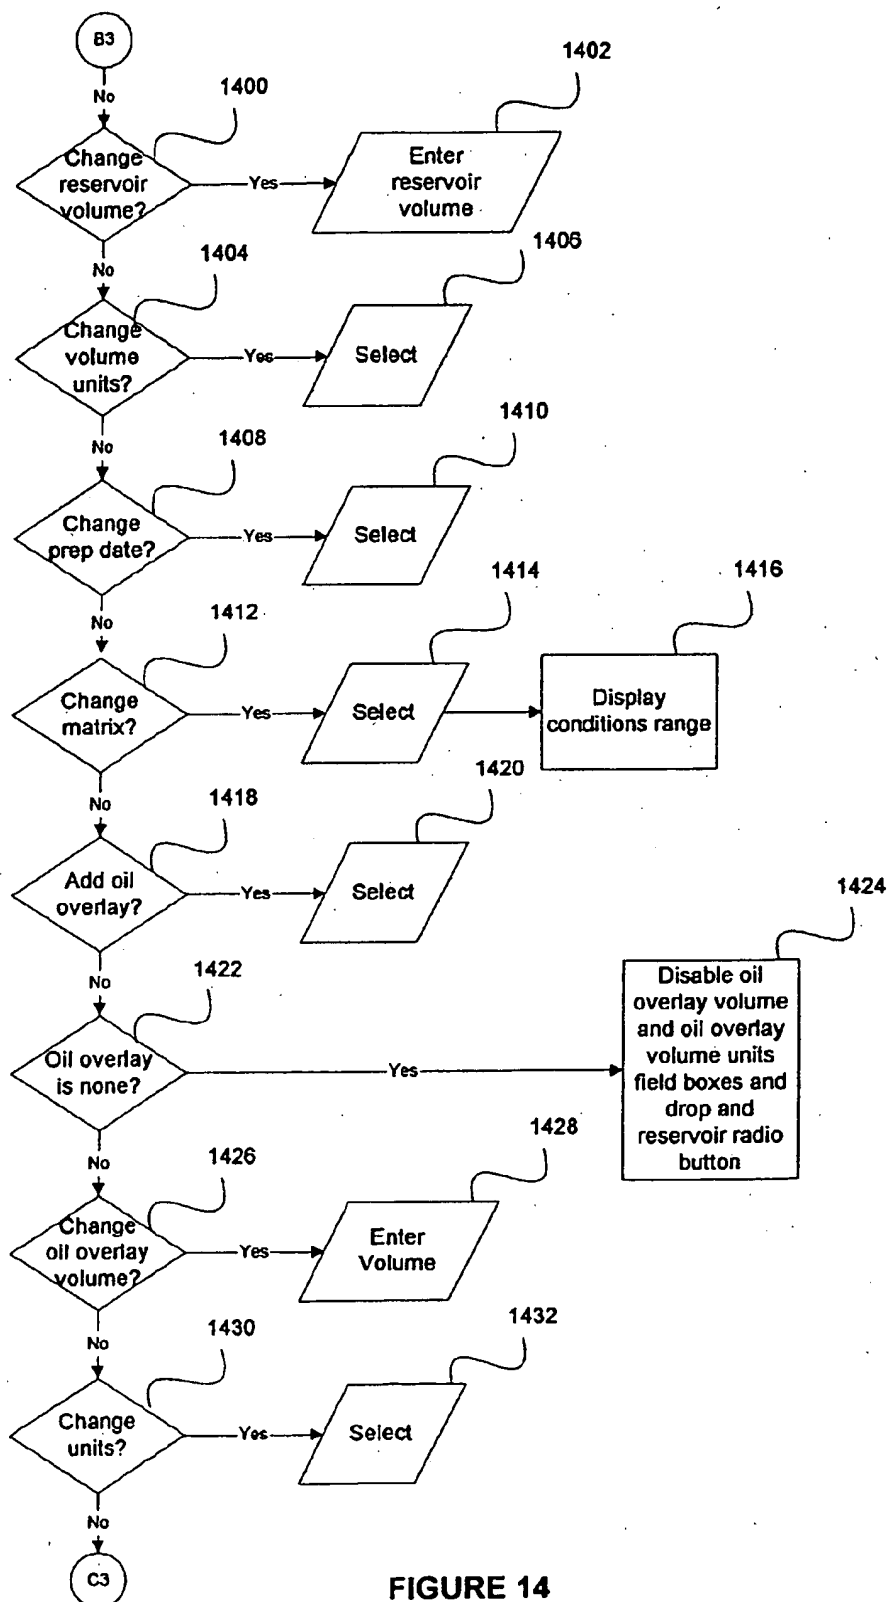 B3
No
1400
1402
Change
reservoir
volume?
Yes
Enter
reservoir
volume
No
1404
1406
Change
volume
units?
Yes
Select
No
1408
1410
Change
prep date?
Yes
Select
No
1412
1414
1416
Change
matrix?
Yes
Select
Display
conditions range
No
1418
1420
Add oil
overlay?
Yes
Select
1424
No
1422
Oil overlay
is none?
Yes
Disable oil
overlay volume
and oil overlay
volume units
field boxes and
drop and
reservoir radio
button
No
1426
1428
Change
oil overlay
volume?
Yes
Enter
Volume
No
1430
1432
Change
units?
Yes
Select
No
C3
FIGURE 14